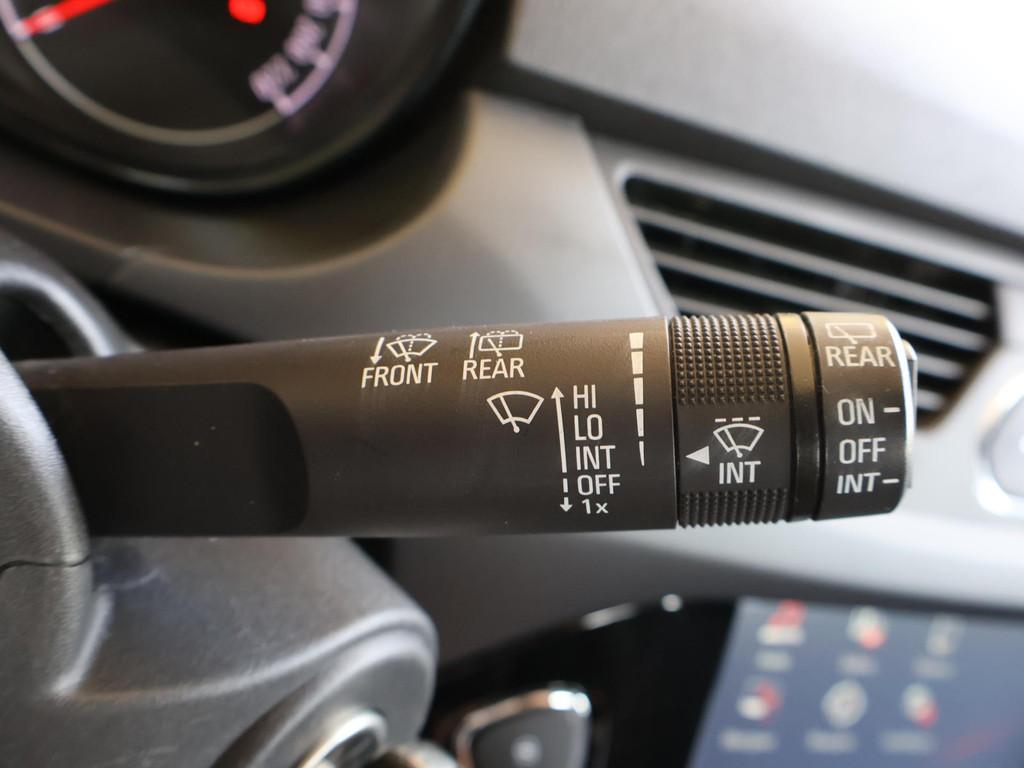 FRONT
REAR
HI
LO
INT
OFF
1x
INT
REAR
ON
OFF
INT